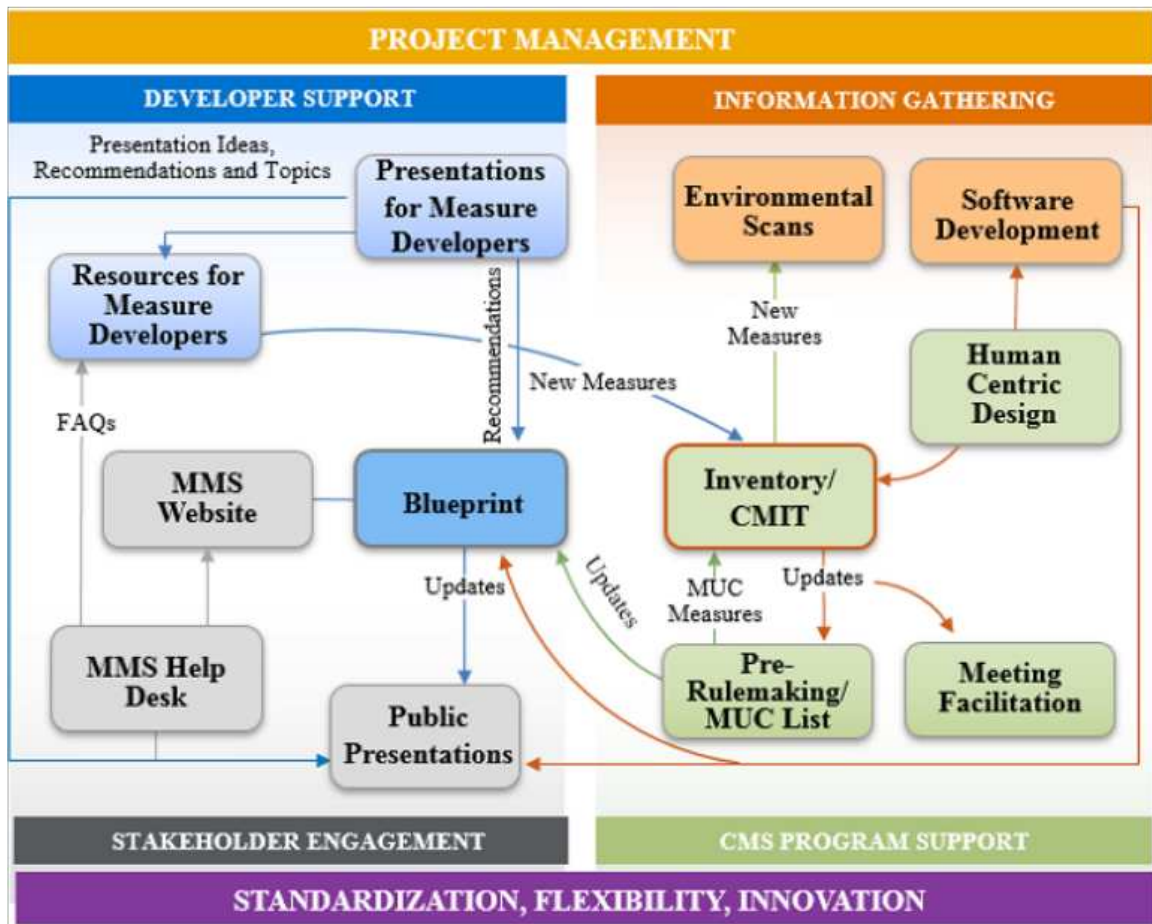 PROJECT MANAGEMENT
DEVELOPER SUPPORT
INFORMATION GATHERING
Presentation Ideas,
Recommendations and Topics
Presentations
for Measure
Developers
Environmental
Scans
Software
Development
Resources for
Measure
Developers
Recommendations
New
Measures
Human
Centric
Design
New Measures
FAQs
MMS
Website
Blueprint
Inventory/
CMIT
Updates
Updates
MUC
Measures
Updates
MMS Help
Desk
Public
Presentations
Pre-
Rulemaking/
MUC List
Meeting
Facilitation
STAKEHOLDER ENGAGEMENT
CMS PROGRAM SUPPORT
STANDARDIZATION, FLEXIBILITY, INNOVATION